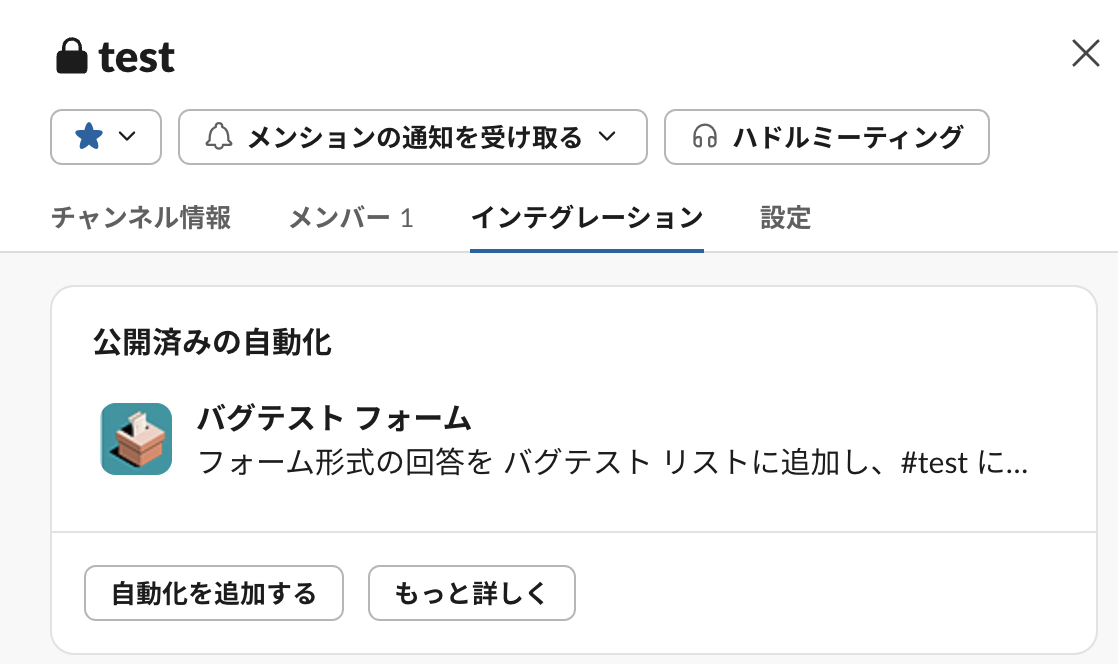 test
メンションの通知を受け取る
ハドルミーティング
チャンネル情報
メンバー 1
インテグレーション
設定
公開済みの自動化
バグテスト フォーム
フォーム形式の回答を バグテスト リストに追加し、#test に...
自動化を追加する
もっと詳しく